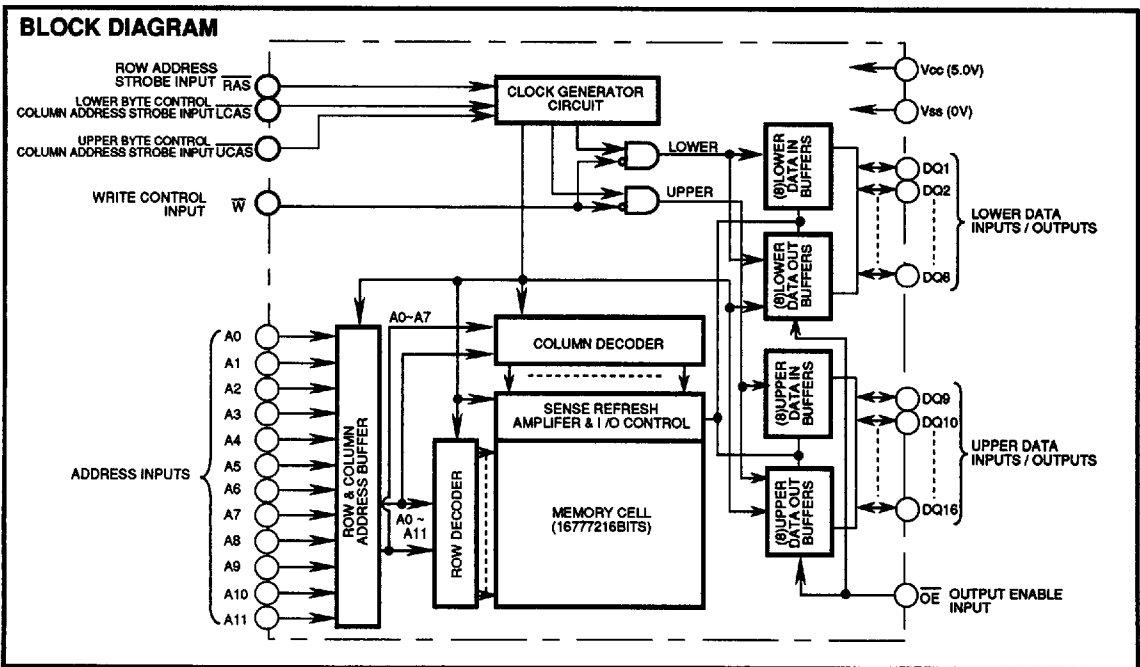 BLOCK DIAGRAM
ROW ADDRESS
STROBE INPUT RAS
LOWER BYTE CONTROL
COLUMN ADDRESS STROBE INPUT LCAS
UPPER BYTE CONTROL
COLUMN ADDRESS STROBE INPUT UCAS
WRITE CONTROL
INPUT W
CLOCK GENERATOR
CIRCUIT
LOWER
UPPER
(8)LOWER
DATA IN
BUFFERS
(8)LOWER
DATA OUT
BUFFERS
(8)UPPER
DATA IN
BUFFERS
(8)UPPER
DATA OUT
BUFFERS
Vcc (5.0V)
Vss (0V)
DQ1
DQ2
DQ8
LOWER DATA
INPUTS / OUTPUTS
DQ9
DQ10
DQ16
UPPER DATA
INPUTS / OUTPUTS
OE OUTPUT ENABLE
INPUT
ADDRESS INPUTS
A0
A1
A2
A3
A4
A5
A6
A7
A8
A9
A10
A11
ROW & COLUMN
ADDRESS BUFFER
A0~A7
A0 ~
A11
ROW DECODER
COLUMN DECODER
SENSE REFRESH
AMPLIFER & I /O CONTROL
MEMORY CELL
(16777216BITS)